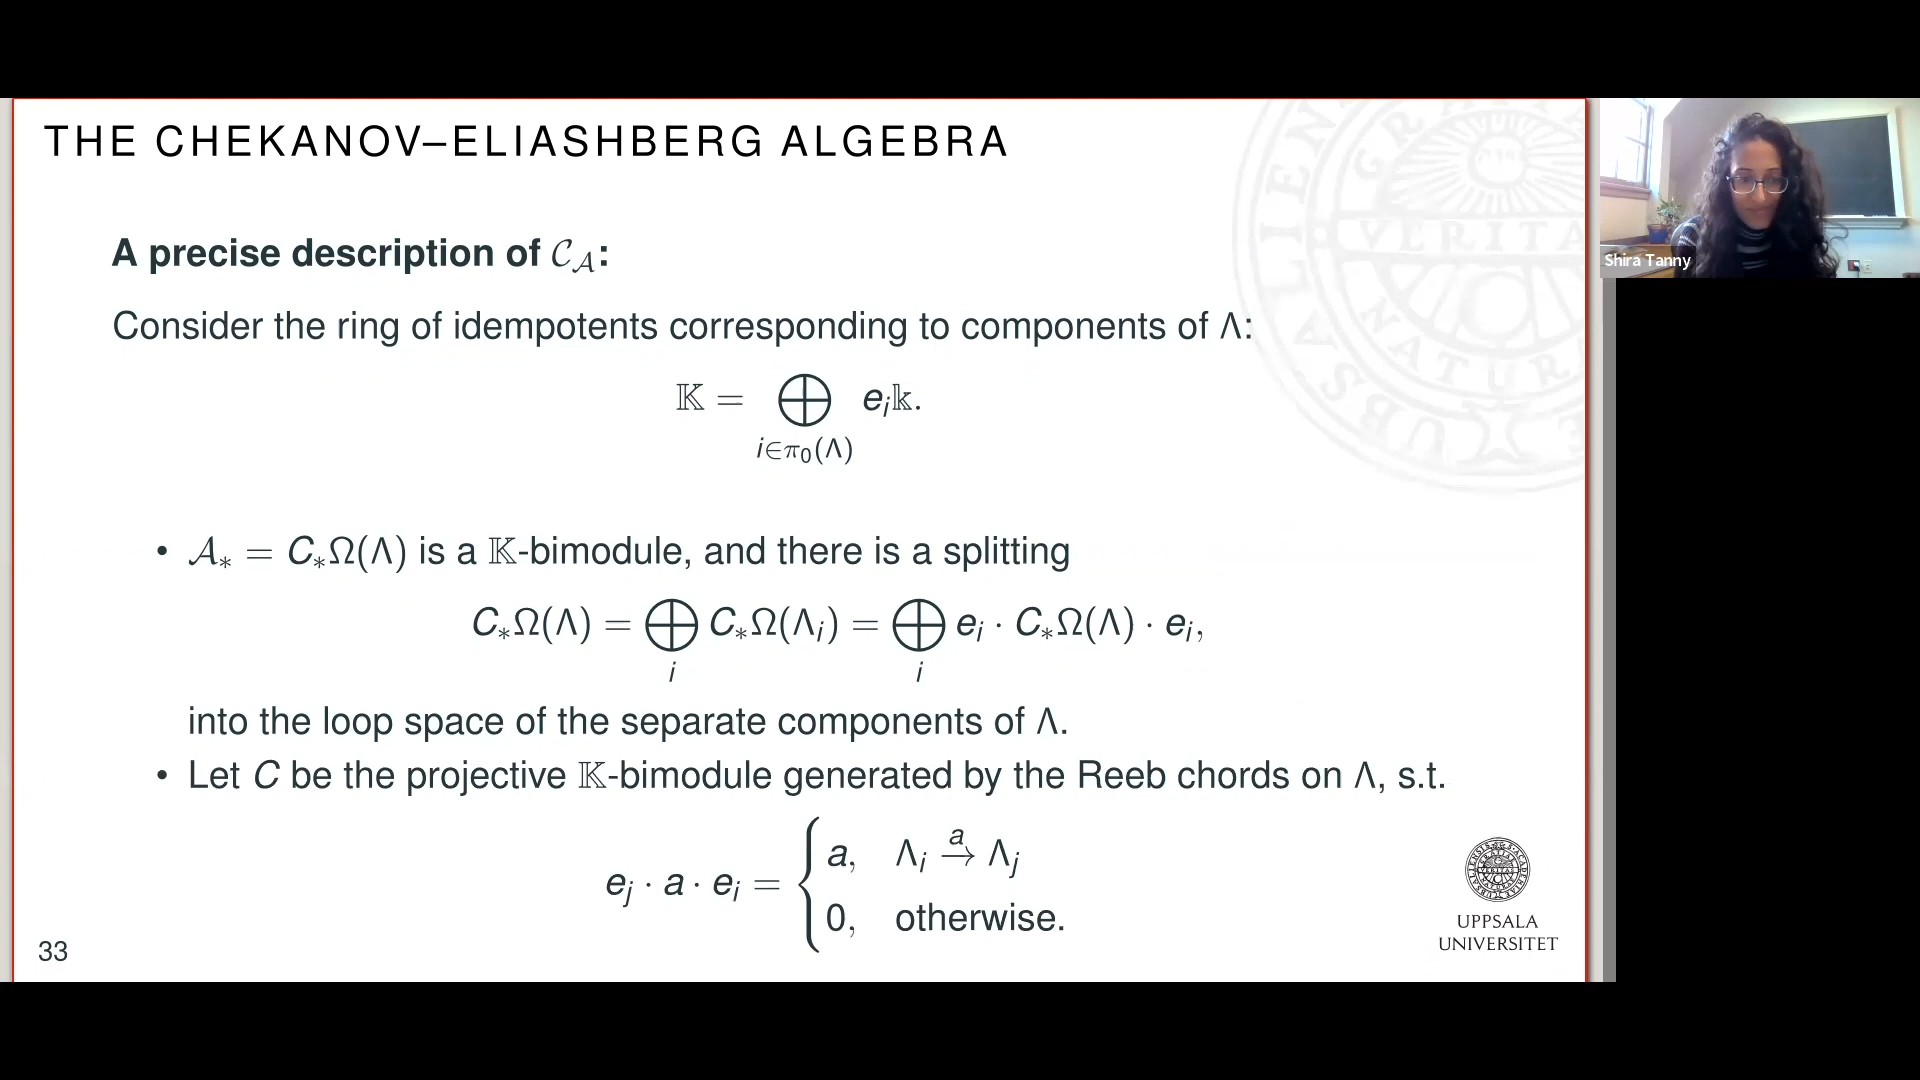 THE CHEKANOV–ELIASHBERG ALGEBRA
A precise description of 𝒞_𝒜:
Consider the ring of idempotents corresponding to components of Λ:
𝕂 = ⨁_{i∈π₀(Λ)} e_i𝕜.
• 𝒜_* = C_*Ω(Λ) is a 𝕂-bimodule, and there is a splitting
C_*Ω(Λ) = ⨁_i C_*Ω(Λ_i) = ⨁_i e_i · C_*Ω(Λ) · e_i,
into the loop space of the separate components of Λ.
• Let C be the projective 𝕂-bimodule generated by the Reeb chords on Λ, s.t.
e_j · a · e_i = { a, Λ_i →^a Λ_j
0, otherwise.
33
UPPSALA
UNIVERSITET
Shira Tanny